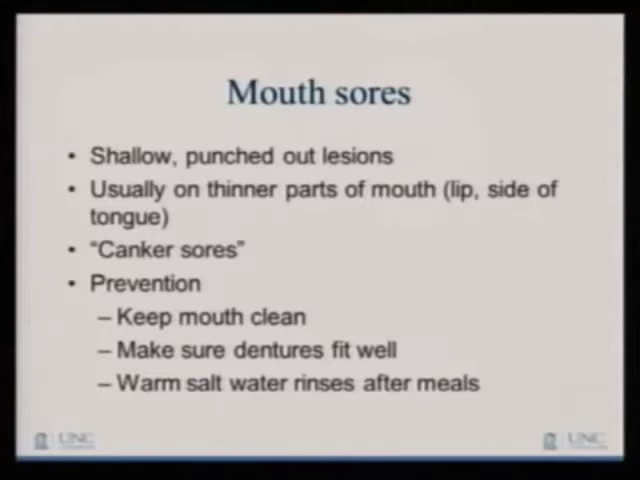 Mouth sores
• Shallow, punched out lesions
• Usually on thinner parts of mouth (lip, side of
tongue)
• “Canker sores”
• Prevention
– Keep mouth clean
– Make sure dentures fit well
– Warm salt water rinses after meals
UNC
UNC